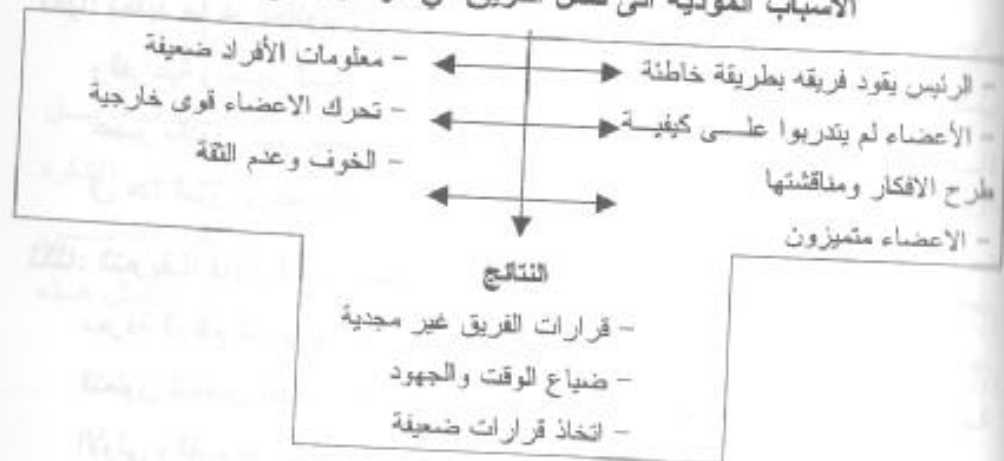 الأسباب المؤدية الى فشل الفريق في
- الرئيس يقود فريقه بطريقة خاطئة
- الأعضاء لم يتدربوا على كيفية
طرح الافكار ومناقشتها
- الاعضاء متميزون
- معلومات الأفراد ضعيفة
- تحرك الاعضاء قوى خارجية
- الخوف وعدم الثقة
النتائج
- قرارات الفريق غير مجدية
- ضياع الوقت والجهود
- اتخاذ قرارات ضعيفة